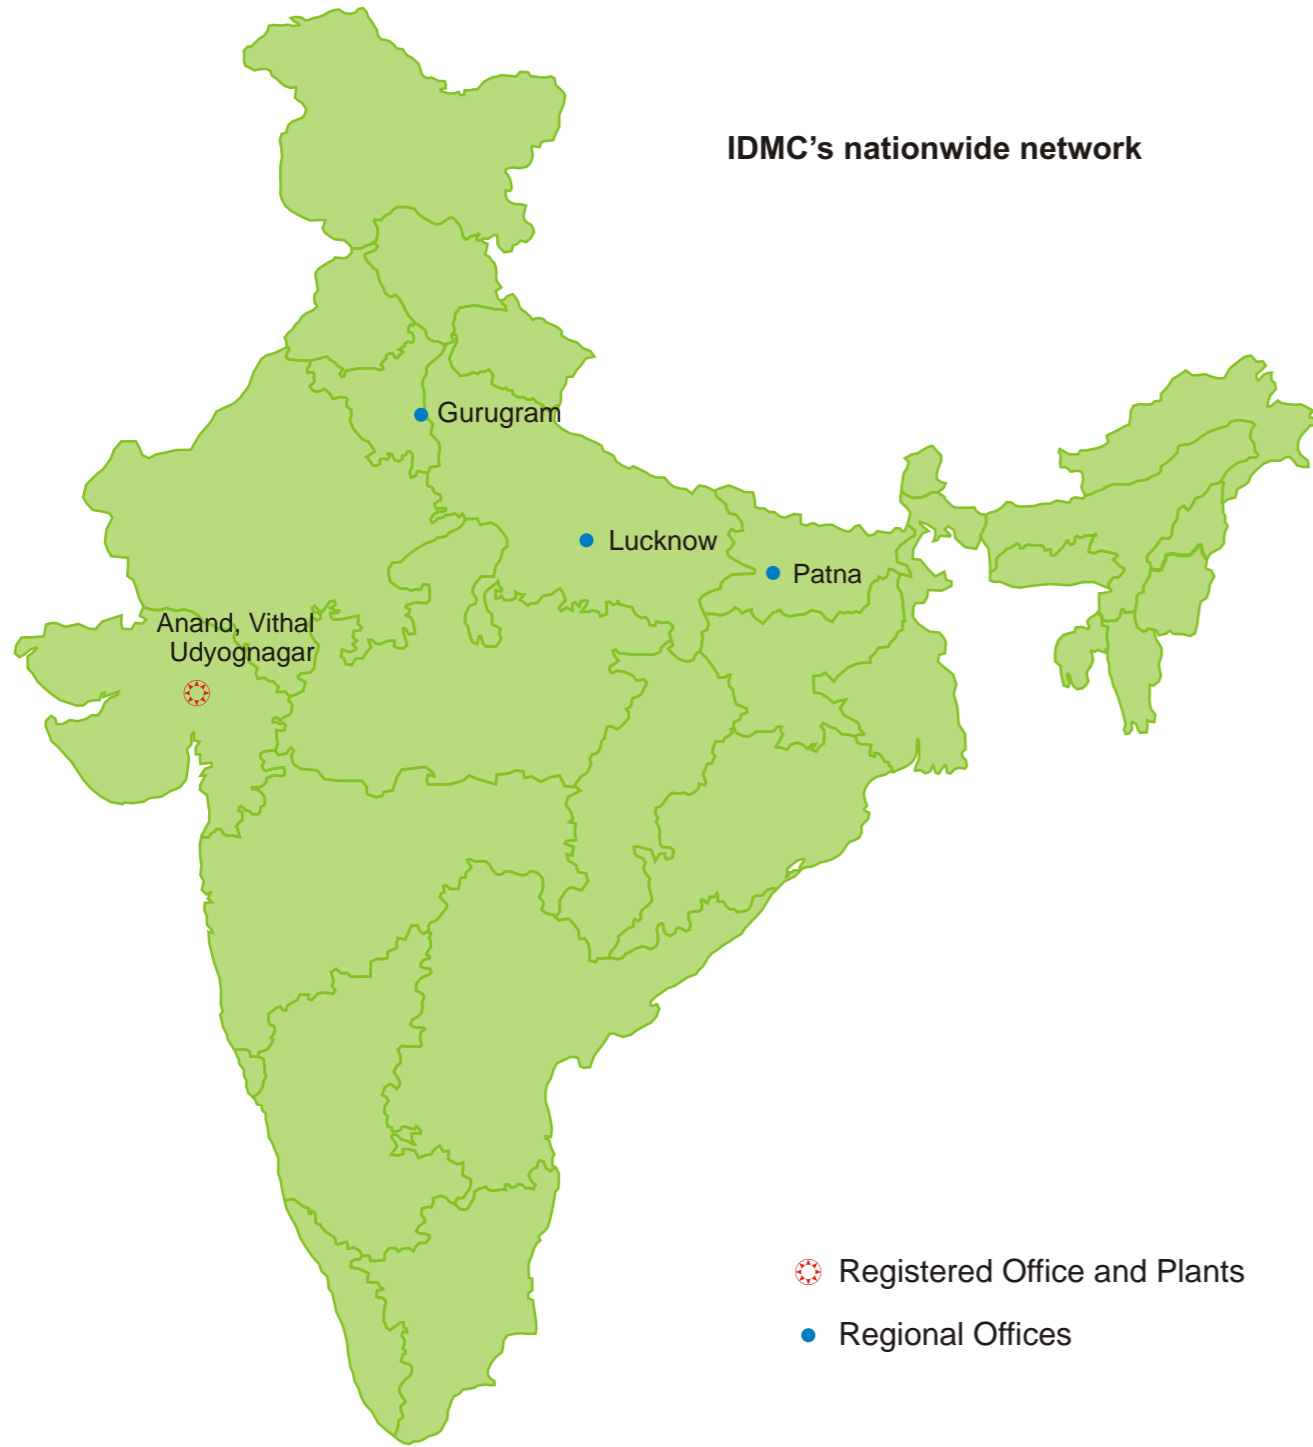 IDMC’s nationwide network
Gurugram
Lucknow
Patna
Anand, Vithal
Udyognagar
Registered Office and Plants
Regional Offices